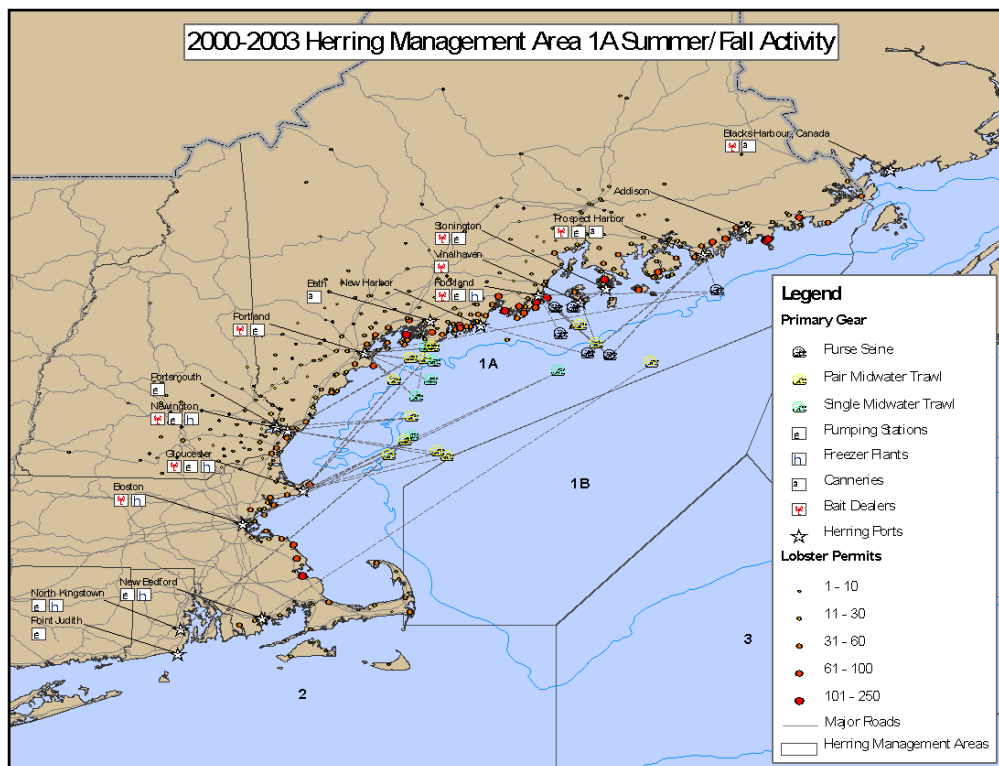 2000-2003 Herring Management Area 1A Summer/Fall Activity
Blacks Harbour, Canada
a
Addison
Prospect Harbor
a
Stonington
Vinalhaven
Rockland
h
Bath
a
New Harbor
Portland
Portsmouth
Newington
h
Gloucester
h
Boston
h
New Bedford
h
North Kingstown
h
Point Judith
1A
1B
2
3
Legend
Primary Gear
Purse Seine
Pair Midwater Trawl
Single Midwater Trawl
Pumping Stations
h Freezer Plants
a Canneries
Bait Dealers
Herring Ports
Lobster Permits
1 - 10
11 - 30
31 - 60
61 - 100
101 - 250
Major Roads
Herring Management Areas